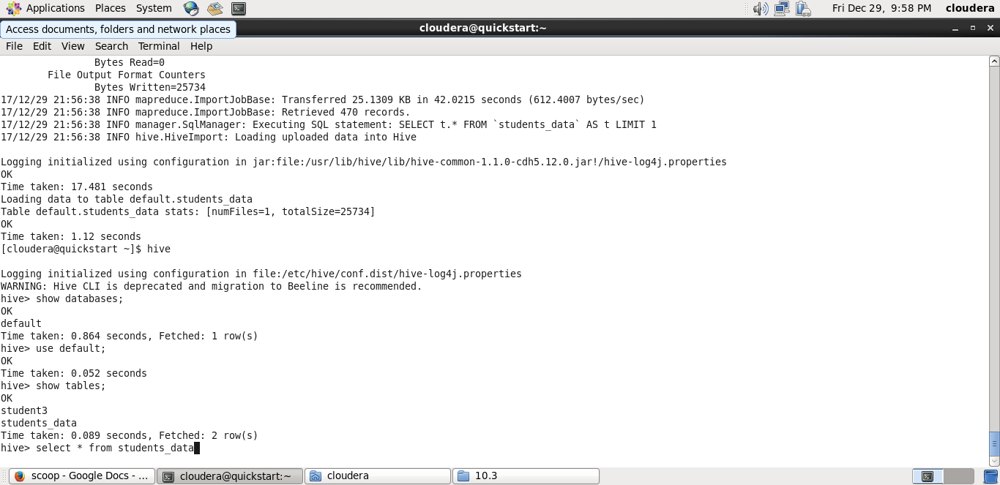 Applications Places System Fri Dec 29, 9:58 PM cloudera
Access documents, folders and network places cloudera@quickstart:~
File Edit View Search Terminal Help
Bytes Read=0
File Output Format Counters
Bytes Written=25734
17/12/29 21:56:38 INFO mapreduce.ImportJobBase: Transferred 25.1309 KB in 42.0215 seconds (612.4007 bytes/sec)
17/12/29 21:56:38 INFO mapreduce.ImportJobBase: Retrieved 470 records.
17/12/29 21:56:38 INFO manager.SqlManager: Executing SQL statement: SELECT t.* FROM `students_data` AS t LIMIT 1
17/12/29 21:56:38 INFO hive.HiveImport: Loading uploaded data into Hive
Logging initialized using configuration in jar:file:/usr/lib/hive/lib/hive-common-1.1.0-cdh5.12.0.jar!/hive-log4j.properties
OK
Time taken: 17.481 seconds
Loading data to table default.students_data
Table default.students_data stats: [numFiles=1, totalSize=25734]
OK
Time taken: 1.12 seconds
[cloudera@quickstart ~]$ hive
Logging initialized using configuration in file:/etc/hive/conf.dist/hive-log4j.properties
WARNING: Hive CLI is deprecated and migration to Beeline is recommended.
hive> show databases;
OK
default
Time taken: 0.864 seconds, Fetched: 1 row(s)
hive> use default;
OK
Time taken: 0.052 seconds
hive> show tables;
OK
student3
students_data
Time taken: 0.089 seconds, Fetched: 2 row(s)
hive> select * from students_data
scoop - Google Docs - ... cloudera@quickstart:~ cloudera 10.3